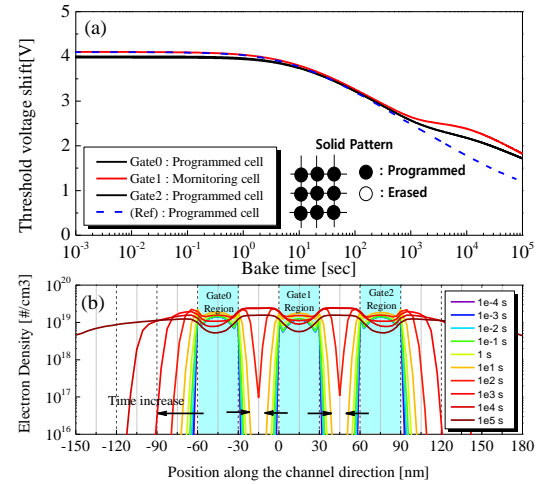 (a)
Threshold voltage shift[V]
5
4
3
2
1
0
Gate0 : Programmed cell
Gate1 : Mornitoring cell
Gate2 : Programmed cell
(Ref) : Programmed cell
Solid Pattern
: Programmed
: Erased
10-3 10-2 10-1 100 101 102 103 104 105
Bake time [sec]
(b)
Electron Density [#/cm3]
1020
1019
1018
1017
1016
Gate0 Region
Gate1 Region
Gate2 Region
Time increase
1e-4 s
1e-3 s
1e-2 s
1e-1 s
1 s
1e1 s
1e2 s
1e3 s
1e4 s
1e5 s
-150 -120 -90 -60 -30 0 30 60 90 120 150 180
Position along the channel direction [nm]